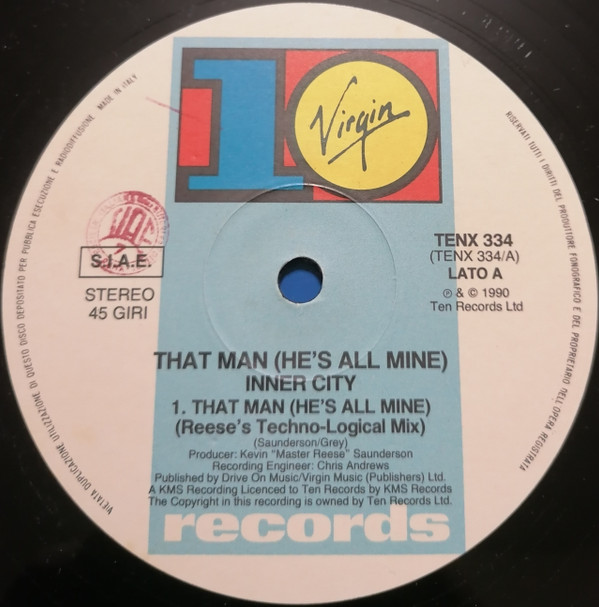 10
Virgin
TENX 334
(TENX 334/A)
LATO A
℗ & © 1990
Ten Records Ltd
S.I.A.E.
STEREO
45 GIRI
THAT MAN (HE'S ALL MINE)
INNER CITY
1. THAT MAN (HE'S ALL MINE)
(Reese's Techno-Logical Mix)
(Saunderson/Grey)
Producer: Kevin "Master Reese" Saunderson
Recording Engineer: Chris Andrews
Published by Drive On Music/Virgin Music (Publishers) Ltd.
A KMS Recording Licenced to Ten Records by KMS Records
The Copyright in this recording is owned by Ten Records Ltd.
records
VIETATA DUPLICAZIONE UTILIZZAZIONE DI QUESTO DISCO DEPOSITATO PER PUBBLICA ESECUZIONE E RADIODIFFUSIONE. MADE IN ITALY
RISERVATI TUTTI I DIRITTI DEL PRODUTTORE FONOGRAFICO E DEL PROPRIETARIO DELL'OPERA REGISTRATA